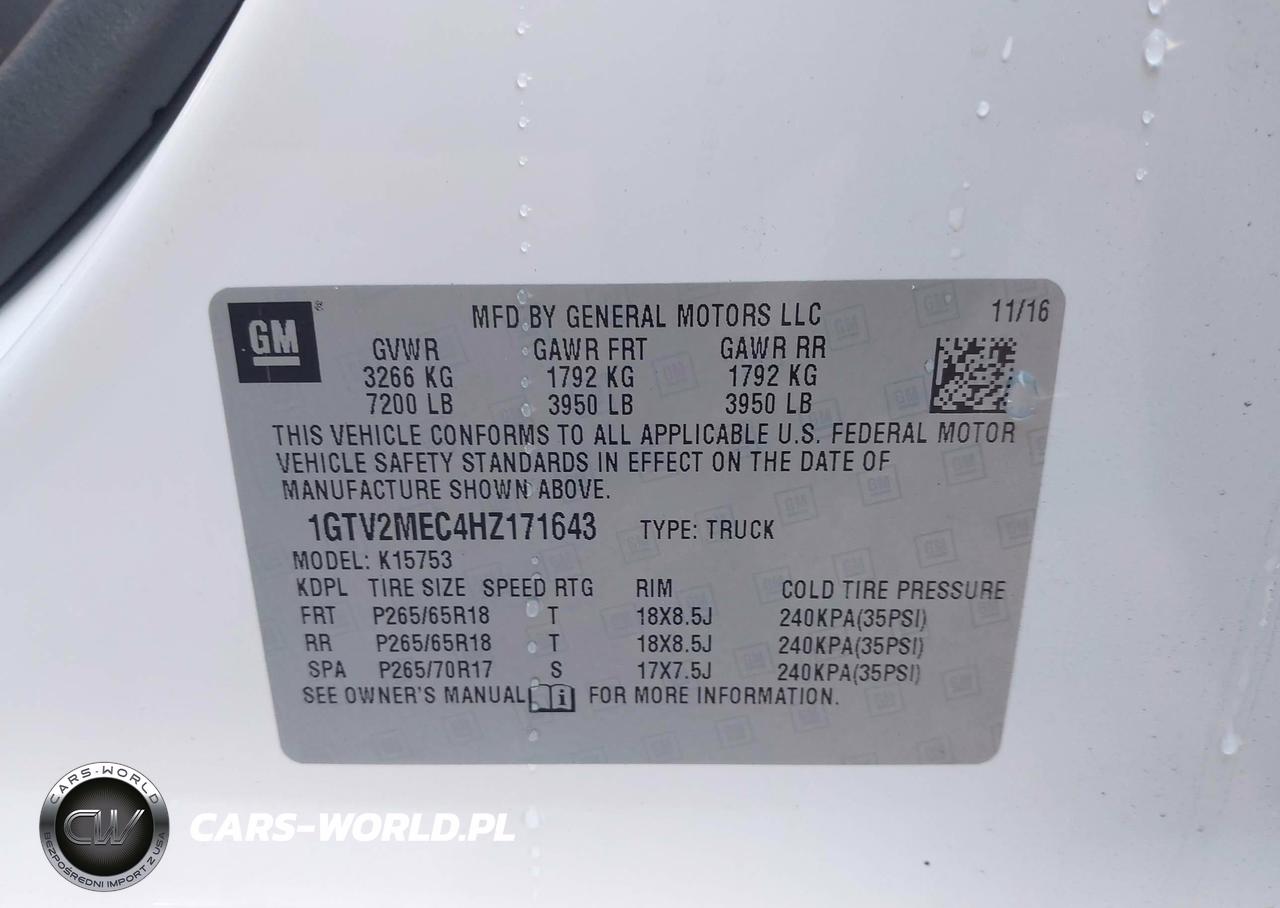 GM
MFD BY GENERAL MOTORS LLC 11/16
GVWR GAWR FRT GAWR RR
3266 KG 1792 KG 1792 KG
7200 LB 3950 LB 3950 LB
THIS VEHICLE CONFORMS TO ALL APPLICABLE U.S. FEDERAL MOTOR
VEHICLE SAFETY STANDARDS IN EFFECT ON THE DATE OF
MANUFACTURE SHOWN ABOVE.
1GTV2MEC4HZ171643 TYPE: TRUCK
MODEL: K15753
KDPL TIRE SIZE SPEED RTG RIM COLD TIRE PRESSURE
FRT P265/65R18 T 18X8.5J 240KPA(35PSI)
RR P265/65R18 T 18X8.5J 240KPA(35PSI)
SPA P265/70R17 S 17X7.5J 240KPA(35PSI)
SEE OWNER'S MANUAL i FOR MORE INFORMATION.
CARS-WORLD
CW
BEZPOŚREDNI IMPORT Z USA
CARS-WORLD.PL